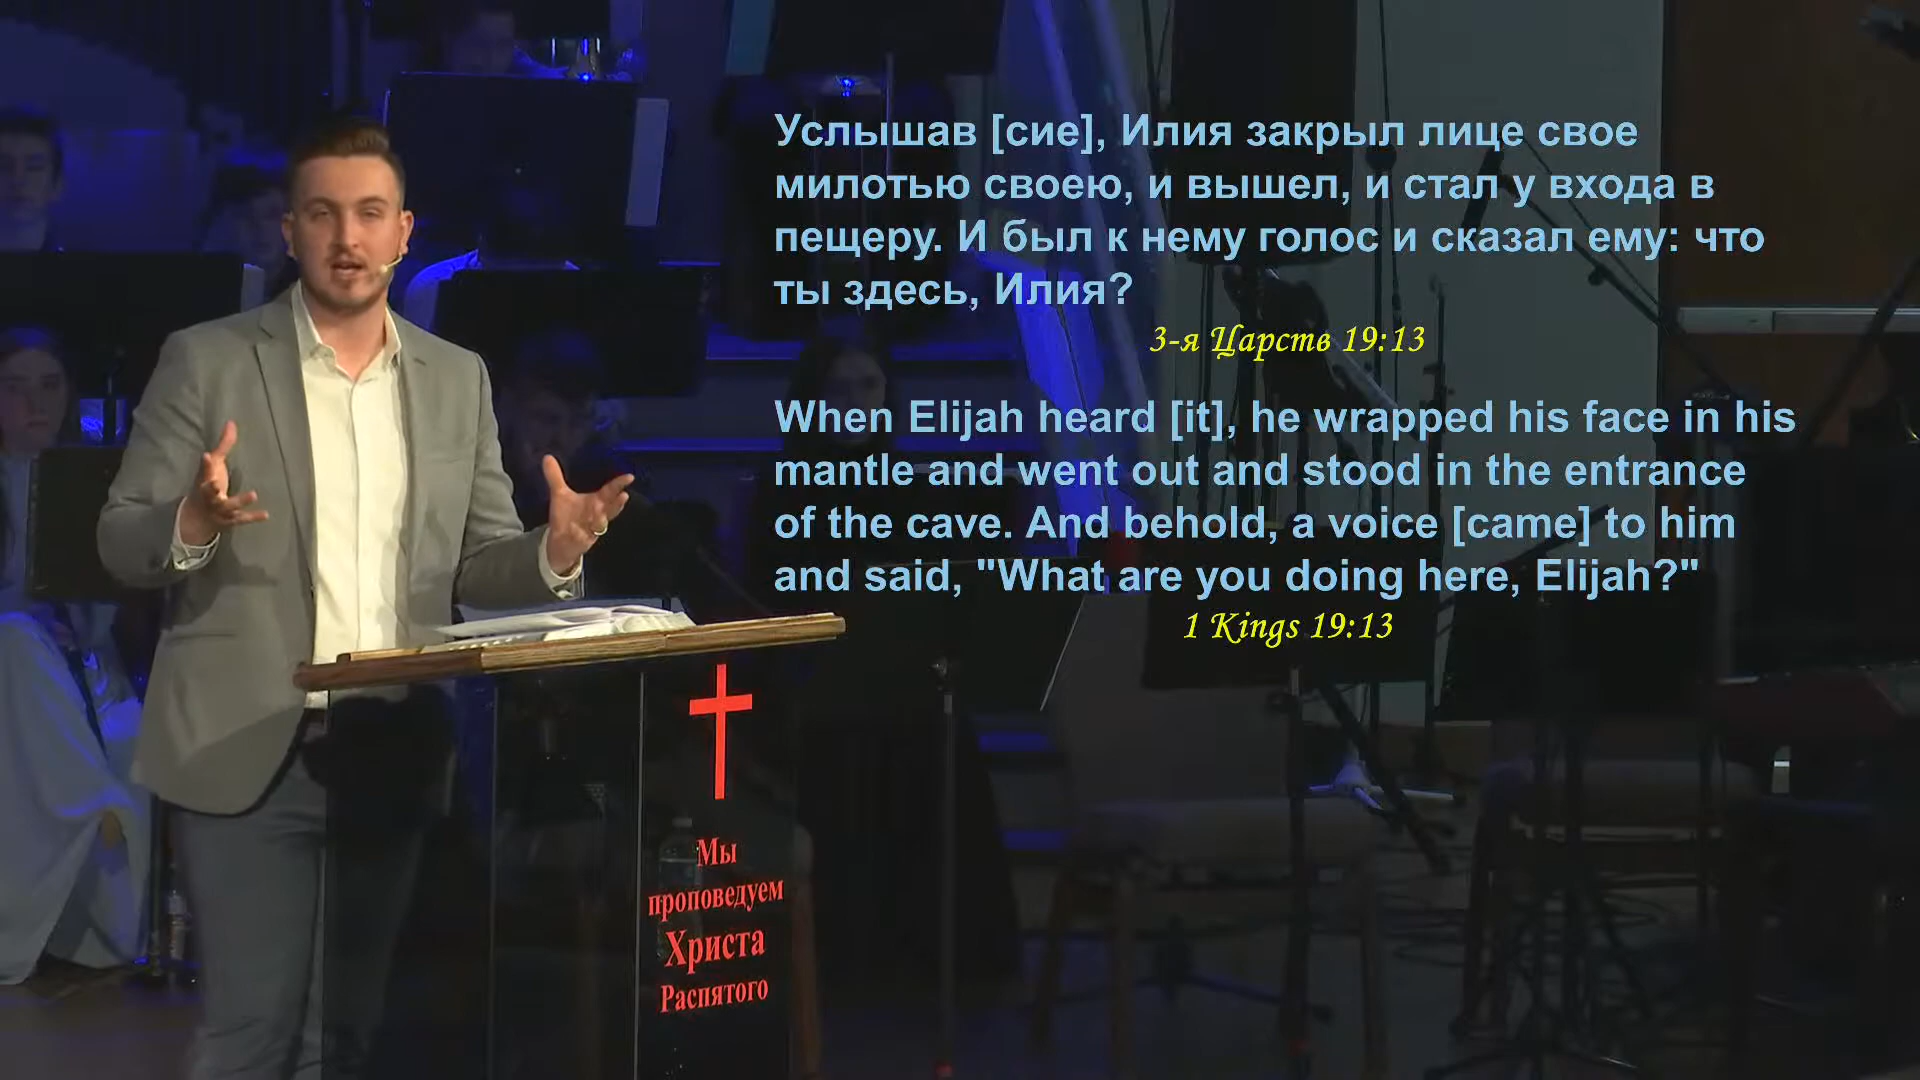 Услышав [сие], Илия закрыл лице свое
милотью своею, и вышел, и стал у входа в
пещеру. И был к нему голос и сказал ему: что
ты здесь, Илия?
3-я Царств 19:13
When Elijah heard [it], he wrapped his face in his
mantle and went out and stood in the entrance
of the cave. And behold, a voice [came] to him
and said, "What are you doing here, Elijah?"
1 Kings 19:13
Мы
проповедуем
Христа
Распятого